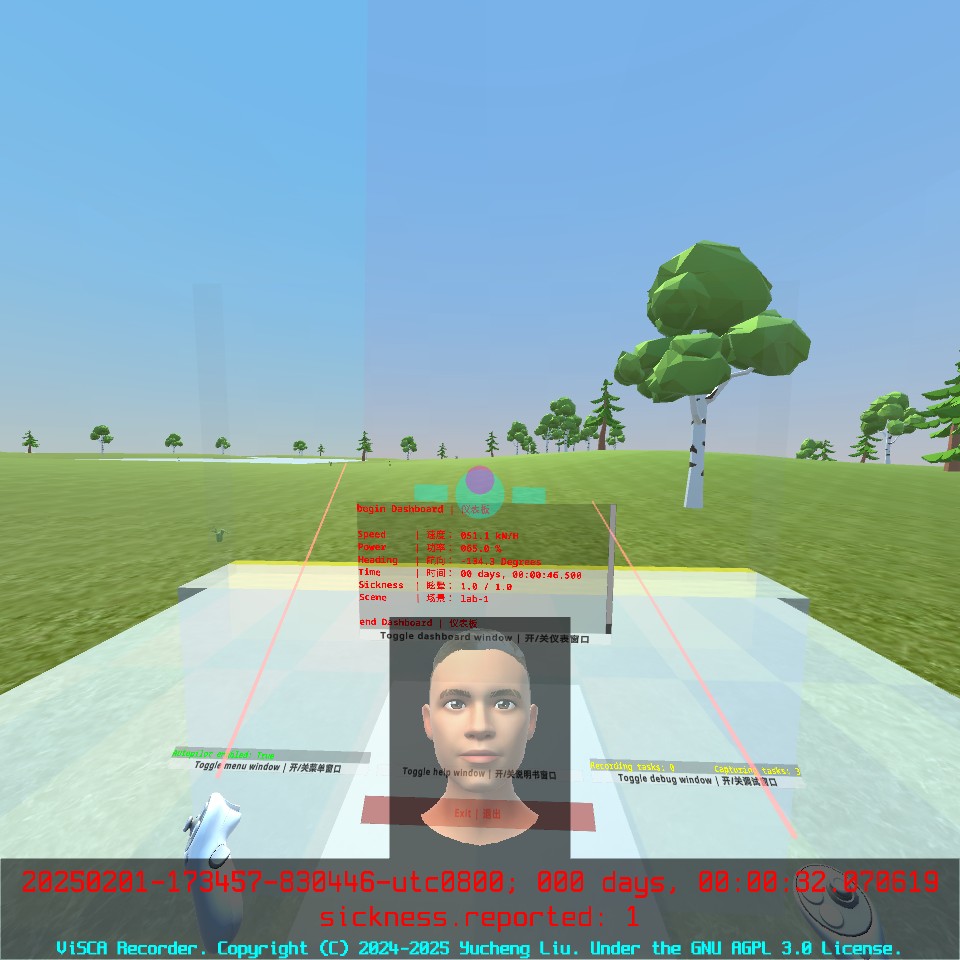 begin Dashboard | 仪表板
Speed | 速度: 051.1 kM/H
Power | 功率: 065.0 %
Heading | 航向: -134.3 Degrees
Time | 时间: 00 days, 00:00:46.500
Sickness | 眩晕: 1.0 / 1.0
Scene | 场景: lab-1
end Dashboard | 仪表板
Toggle dashboard window | 开/关仪表窗口
Autopilot enabled: True
Toggle menu window | 开/关菜单窗口
Toggle help window | 开/关说明书窗口
Recording tasks: 0 Capturing tasks: 3
Toggle debug window | 开/关调试窗口
Exit | 退出
20250201-173457-830446-utc0800; 000 days, 00:00:32.070619
sickness.reported: 1
ViSCA Recorder. Copyright (C) 2024-2025 Yucheng Liu. Under the GNU AGPL 3.0 License.